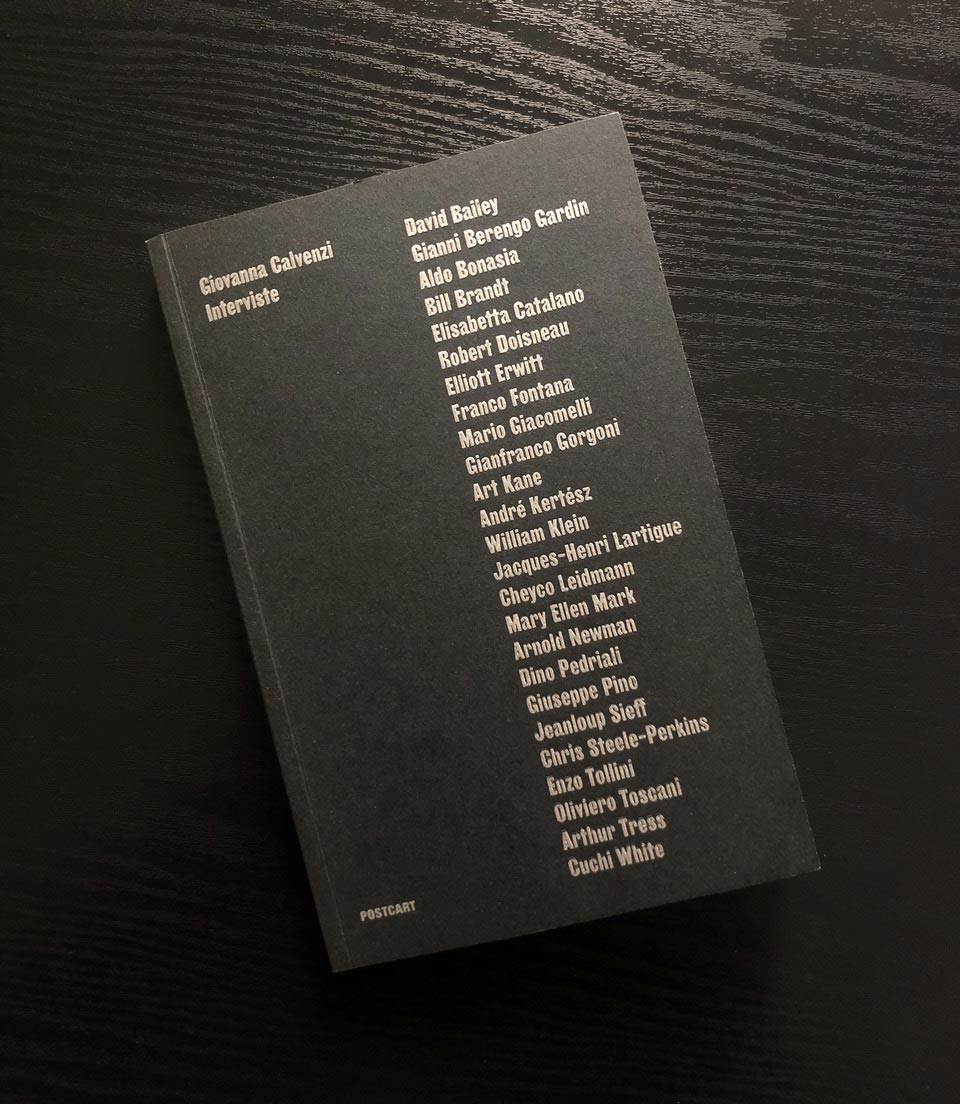 Giovanna Calvenzi
Interviste
David Bailey
Gianni Berengo Gardin
Aldo Bonasia
Bill Brandt
Elisabetta Catalano
Robert Doisneau
Elliott Erwitt
Franco Fontana
Mario Giacomelli
Gianfranco Gorgoni
Art Kane
André Kertész
William Klein
Jacques-Henri Lartigue
Cheyco Leidmann
Mary Ellen Mark
Arnold Newman
Dino Pedriali
Giuseppe Pino
Jeanloup Sieff
Chris Steele-Perkins
Enzo Tollini
Oliviero Toscani
Arthur Tress
Cuchi White
POSTCART